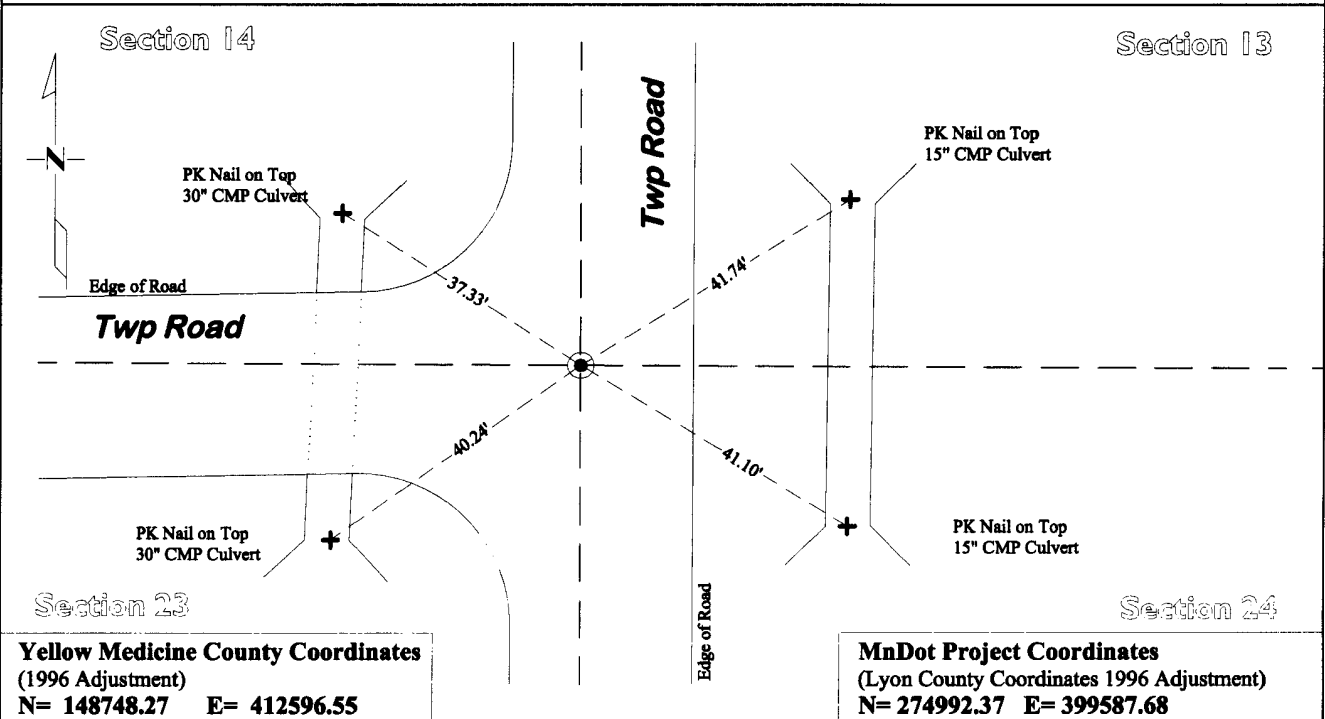 Section 14
Section 13
Twp Road
PK Nail on Top
15" CMP Culvert
N
PK Nail on Top
30" CMP Culvert
37.33'
41.74'
Edge of Road
Twp Road
40.24'
41.10'
PK Nail on Top
30" CMP Culvert
PK Nail on Top
15" CMP Culvert
Edge of Road
Section 23
Section 24
Yellow Medicine County Coordinates
(1996 Adjustment)
N= 148748.27 E= 412596.55
MnDot Project Coordinates
(Lyon County Coordinates 1996 Adjustment)
N= 274992.37 E= 399587.68